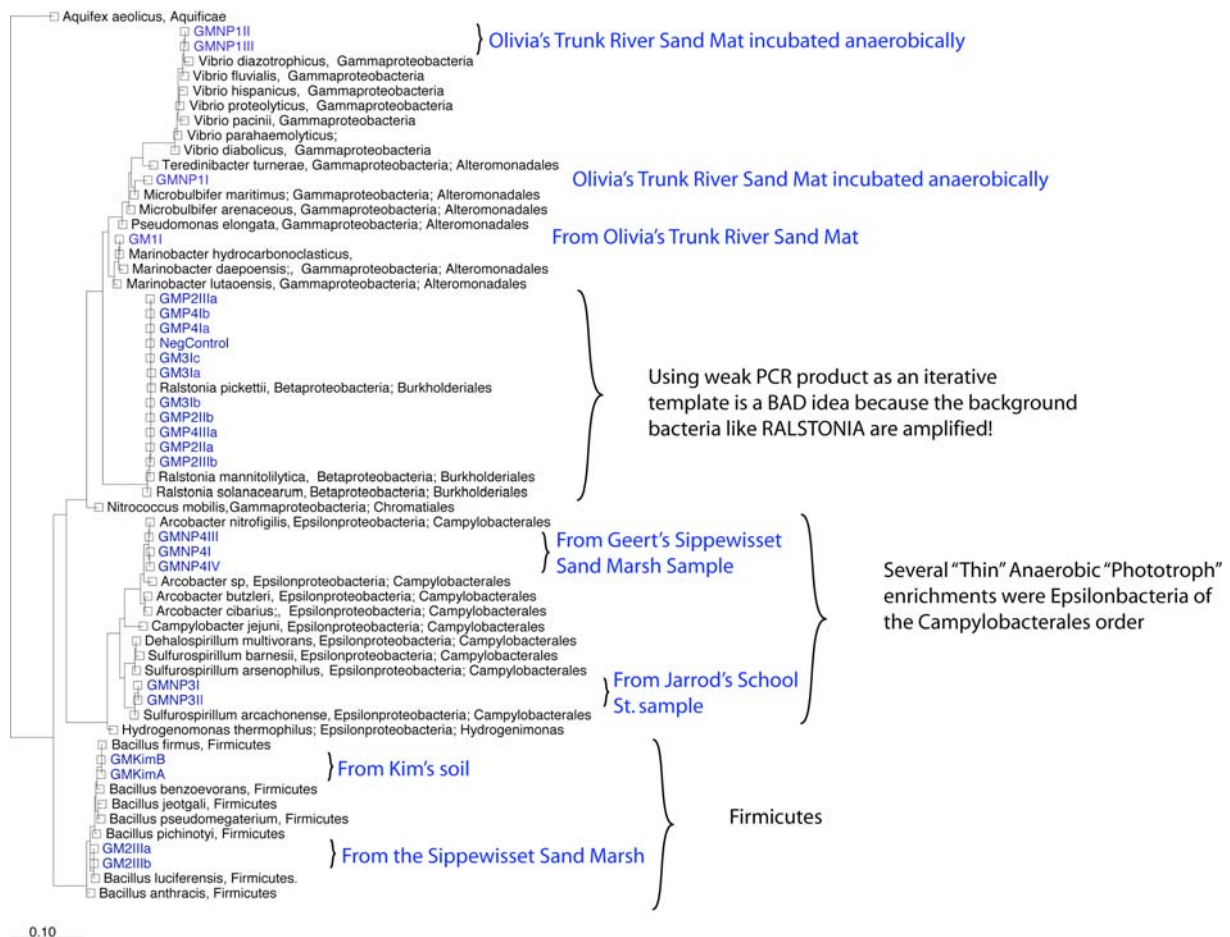 Aquifex aeolicus, Aquificae
GMNP1II
GMNP1III
Olivia's Trunk River Sand Mat incubated anaerobically
Vibrio diazotrophicus, Gammaproteobacteria
Vibrio fluvialis, Gammaproteobacteria
Vibrio hispanicus, Gammaproteobacteria
Vibrio proteolyticus, Gammaproteobacteria
Vibrio pacinii, Gammaproteobacteria
Vibrio parahaemolyticus;
Vibrio diabolicus, Gammaproteobacteria
Teredinibacter turnerae, Gammaproteobacteria; Alteromonadales
GMNP1I
Olivia's Trunk River Sand Mat incubated anaerobically
Microbulbifer maritimus; Gammaproteobacteria; Alteromonadales
Microbulbifer arenaceous, Gammaproteobacteria; Alteromonadales
Pseudomonas elongata, Gammaproteobacteria; Alteromonadales
GM1I
From Olivia's Trunk River Sand Mat
Marinobacter hydrocarbonoclasticus,
Marinobacter daepoensis;, Gammaproteobacteria; Alteromonadales
Marinobacter lutaoensis, Gammaproteobacteria; Alteromonadales
GMP2IIIa
GMP4Ib
GMP4Ia
NegControl
GM3Ic
GM3Ia
Ralstonia pickettii, Betaproteobacteria; Burkholderiales
GM3Ib
GMP2IIb
GMP4IIIa
GMP2IIa
GMP2IIIb
Ralstonia mannitolilytica, Betaproteobacteria; Burkholderiales
Ralstonia solanacearum, Betaproteobacteria; Burkholderiales
Using weak PCR product as an iterative
template is a BAD idea because the background
bacteria like RALSTONIA are amplified!
Nitrococcus mobilis,Gammaproteobacteria; Chromatiales
Arcobacter nitrofigilis, Epsilonproteobacteria; Campylobacterales
GMNP4III
GMNP4I
GMNP4IV
From Geert's Sippewisset
Sand Marsh Sample
Arcobacter sp, Epsilonproteobacteria; Campylobacterales
Arcobacter butzleri, Epsilonproteobacteria; Campylobacterales
Arcobacter cibarius;, Epsilonproteobacteria; Campylobacterales
Campylobacter jejuni, Epsilonproteobacteria; Campylobacterales
Dehalospirillum multivorans, Epsilonproteobacteria; Campylobacterales
Sulfurospirillum barnesii, Epsilonproteobacteria; Campylobacterales
Sulfurospirillum arsenophilus, Epsilonproteobacteria; Campylobacterales
GMNP3I
GMNP3II
From Jarrod's School
St. sample
Sulfurospirillum arcachonense, Epsilonproteobacteria; Campylobacterales
Hydrogenomonas thermophilus; Epsilonproteobacteria; Hydrogenimonas
Several "Thin" Anaerobic "Phototroph"
enrichments were Epsilonbacteria of
the Campylobacterales order
Bacillus firmus, Firmicutes
GMKimB
GMKimA
From Kim's soil
Bacillus benzoevorans, Firmicutes
Bacillus jeotgali, Firmicutes
Bacillus pseudomegaterium, Firmicutes
Bacillus pichinotyi, Firmicutes
GM2IIIa
GM2IIIb
From the Sippewisset Sand Marsh
Bacillus luciferensis, Firmicutes.
Bacillus anthracis, Firmicutes
Firmicutes
0.10